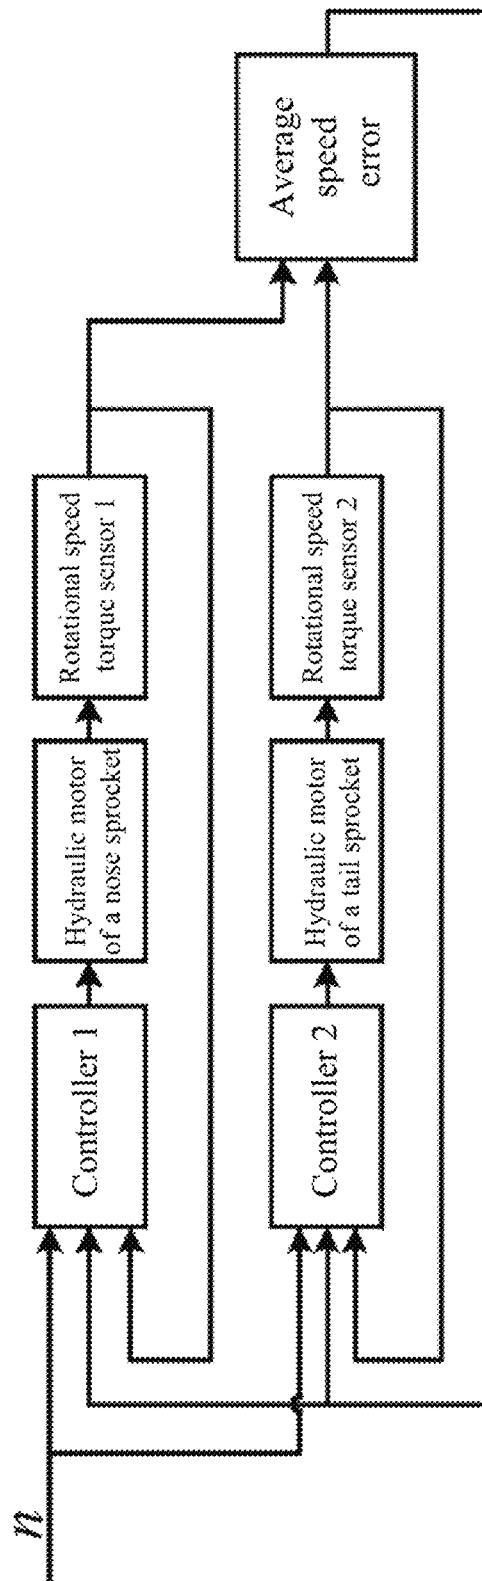 n
Controller 1
Hydraulic motor
of a nose sprocket
Rotational speed
torque sensor 1
Controller 2
Hydraulic motor
of a tail sprocket
Rotational speed
torque sensor 2
Average
speed
error